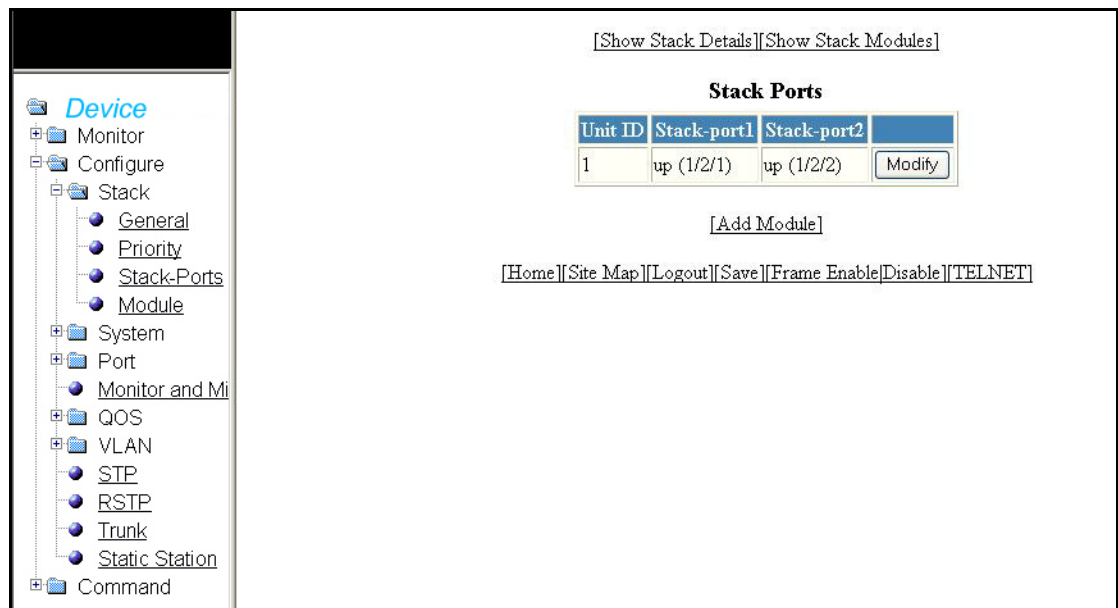 Device
Monitor
Configure
Stack
General
Priority
Stack-Ports
Module
System
Port
Monitor and Mi
QOS
VLAN
STP
RSTP
Trunk
Static Station
Command
[Show Stack Details][Show Stack Modules]
Stack Ports
Unit ID Stack-port1 Stack-port2
1 up (1/2/1) up (1/2/2) Modify
[Add Module]
[Home][Site Map][Logout][Save][Frame Enable|Disable][TELNET]